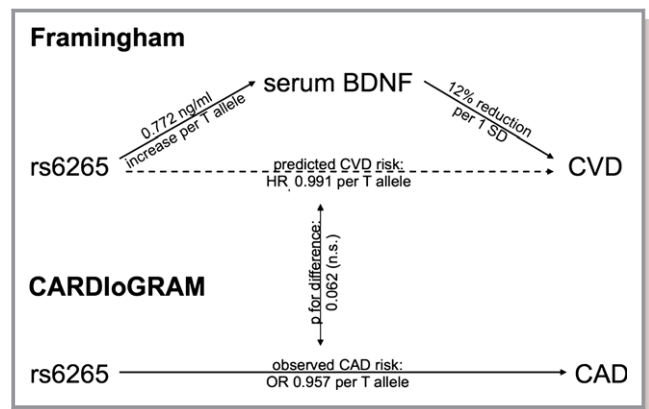 Framingham
serum BDNF
0.772 ng/ml
increase per T allele
12% reduction
per 1 SD
rs6265
predicted CVD risk:
HR 0.991 per T allele
CVD
p for difference:
0.062 (n.s.)
CARDIoGRAM
rs6265
observed CAD risk:
OR 0.957 per T allele
CAD